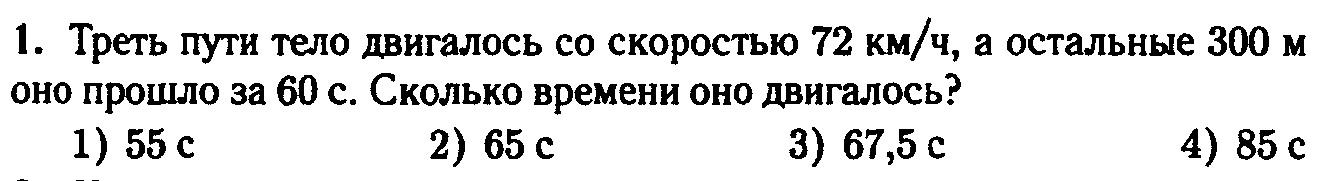 1. Треть пути тело двигалось со скоростью 72 км/ч, а остальные 300 м
оно прошло за 60 с. Сколько времени оно двигалось?
1) 55 с 2) 65 с 3) 67,5 с 4) 85 с